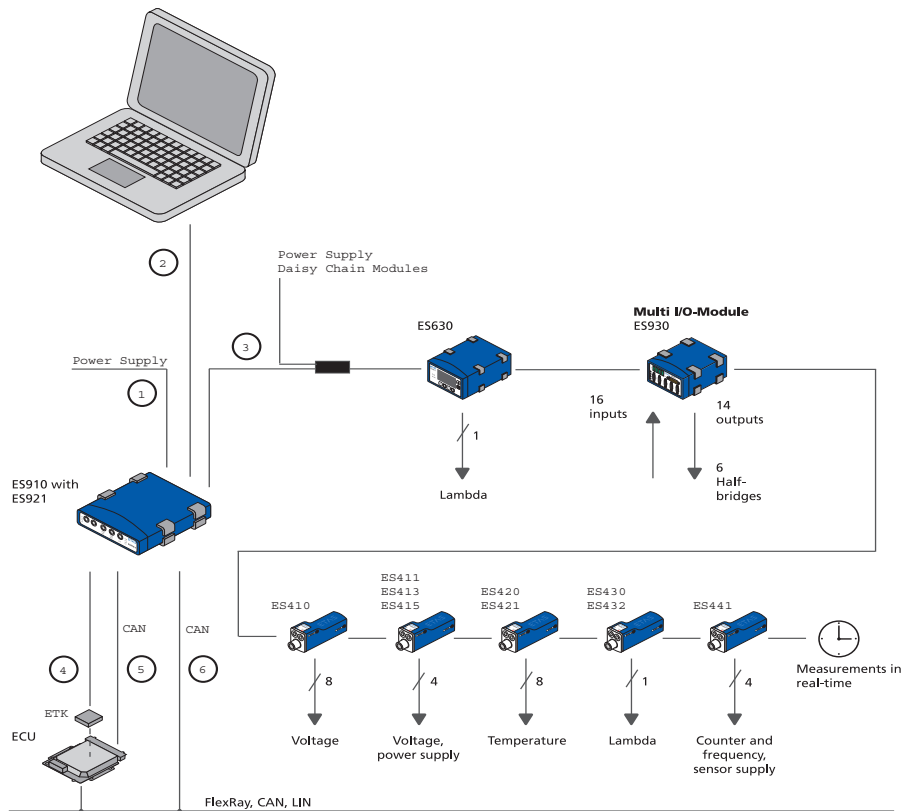 Power Supply
Daisy Chain Modules
2
Multi I/O-Module
ES930
ES630
3
Power Supply
1
16
inputs
14
outputs
1
6
Half-
bridges
Lambda
ES910 with
ES921
ES411
ES413
ES415
ES420
ES421
ES430
ES432
ES410
ES441
CAN
CAN
4
5
6
Measurements in
real-time
8
4
8
1
4
ETK
ECU
Voltage
Voltage,
power supply
Temperature
Lambda
Counter and
frequency,
sensor supply
FlexRay, CAN, LIN